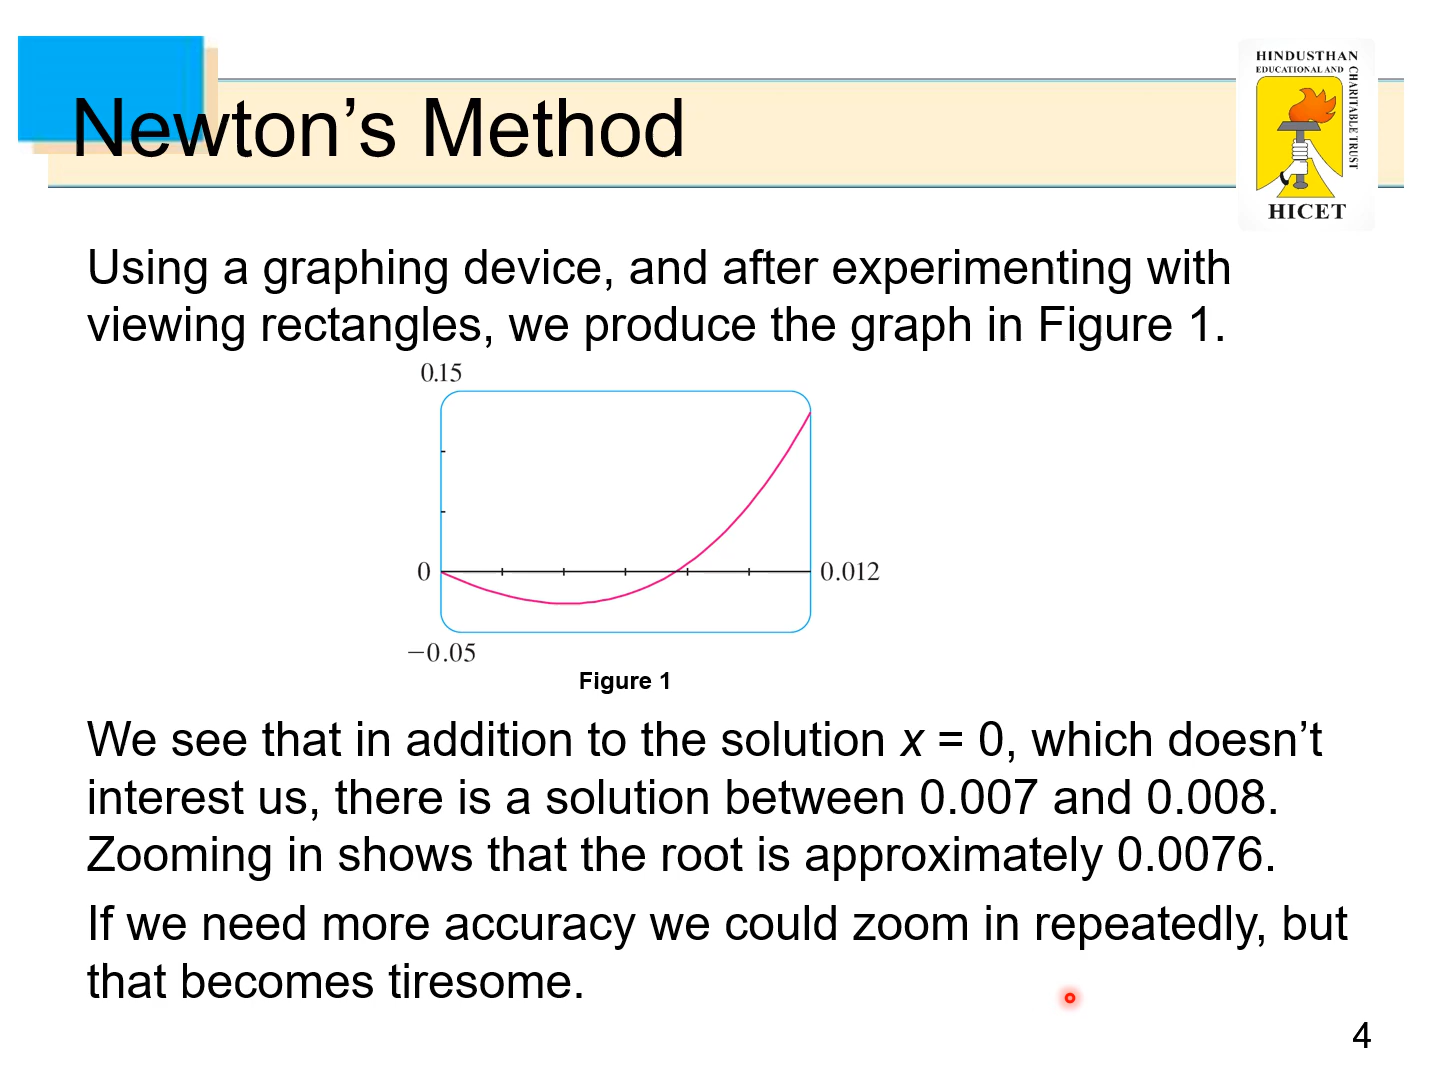 Newton’s Method
HINDUSTHAN
EDUCATIONAL AND
CHARITABLE TRUST
HICET
Using a graphing device, and after experimenting with
viewing rectangles, we produce the graph in Figure 1.
0.15
0
0.012
−0.05
Figure 1
We see that in addition to the solution x = 0, which doesn’t
interest us, there is a solution between 0.007 and 0.008.
Zooming in shows that the root is approximately 0.0076.
If we need more accuracy we could zoom in repeatedly, but
that becomes tiresome.
4